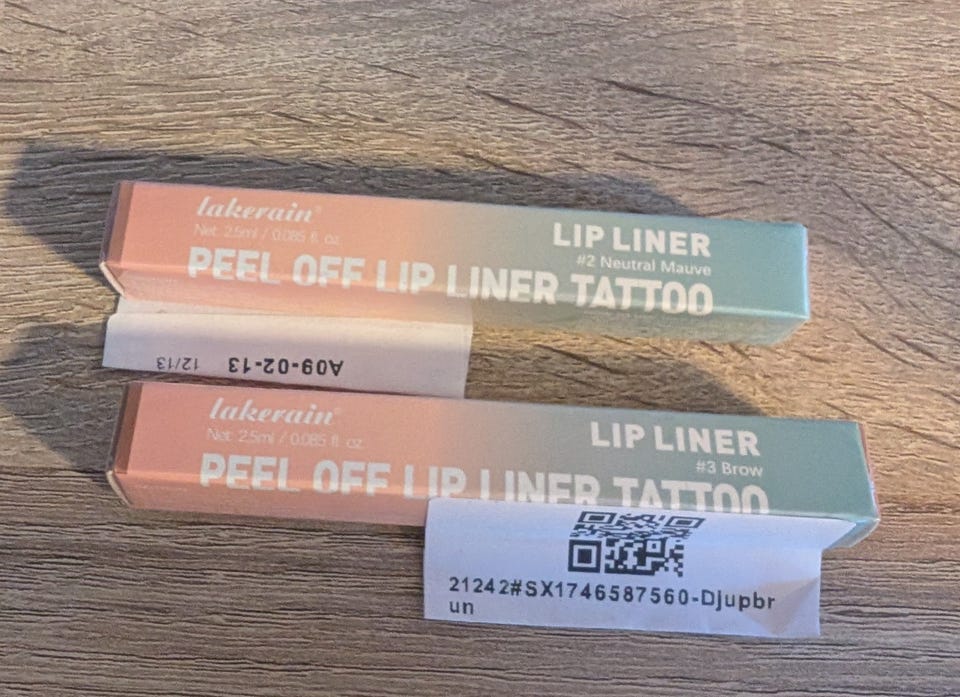 lakerain®
Net: 2.5ml / 0.085 fl. oz
LIP LINER
#2 Neutral Mauve
PEEL OFF LIP LINER TATTOO
A09-02-13
12/13
lakerain®
Net: 2.5ml / 0.085 fl. oz
LIP LINER
#3 Brow
PEEL OFF LIP LINER TATTOO
21242#SX1746587560-Djupbr
un